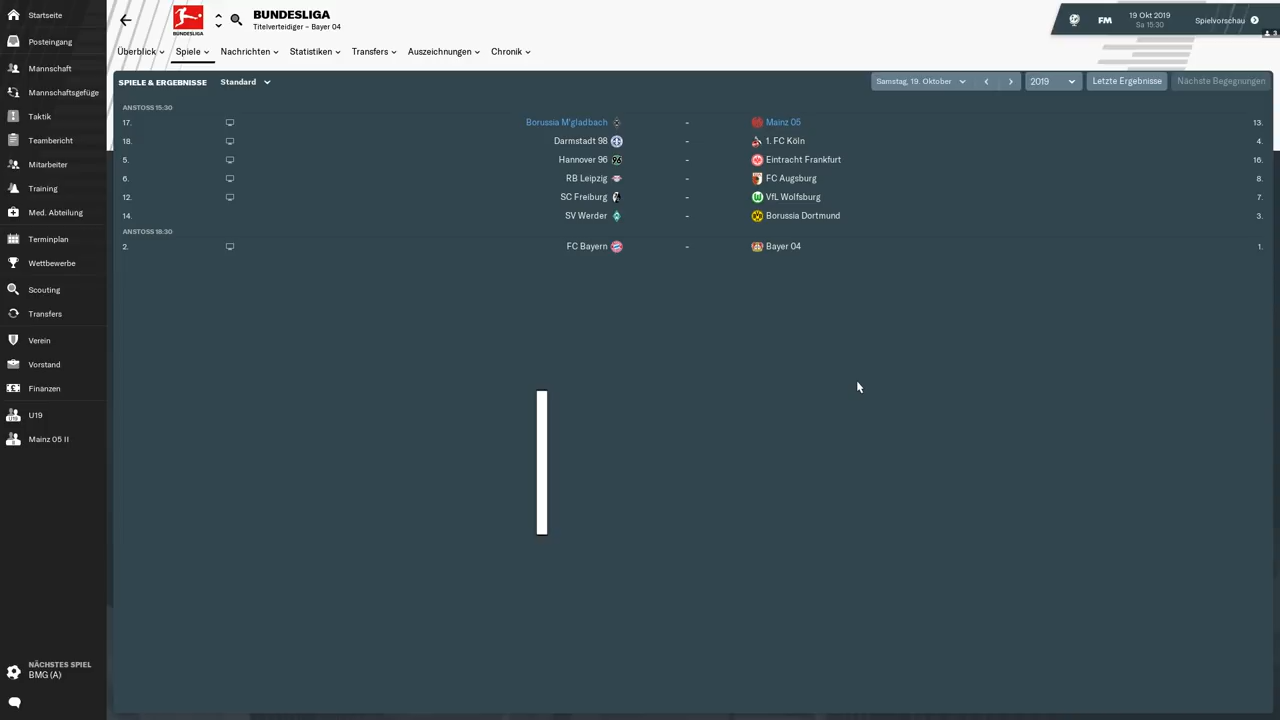 Startseite
Posteingang
Mannschaft
Mannschaftsgefüge
Taktik
Teambericht
Mitarbeiter
Training
Med. Abteilung
Terminplan
Wettbewerbe
Scouting
Transfers
Verein
Vorstand
Finanzen
U19
Mainz 05 II
NÄCHSTES SPIEL
BMG (A)
BUNDESLIGA
Titelverteidiger – Bayer 04
FM
19 Okt 2019
Sa 15:30
Spielvorschau
3
Überblick Spiele Nachrichten Statistiken Transfers Auszeichnungen Chronik
SPIELE & ERGEBNISSE Standard Samstag, 19. Oktober 2019 Letzte Ergebnisse Nächste Begegnungen
ANSTOSS 15:30
17. Borussia M'gladbach - Mainz 05 13.
18. Darmstadt 98 - 1. FC Köln 4.
5. Hannover 96 - Eintracht Frankfurt 16.
6. RB Leipzig - FC Augsburg 8.
12. SC Freiburg - VfL Wolfsburg 7.
14. SV Werder - Borussia Dortmund 3.
ANSTOSS 18:30
2. FC Bayern - Bayer 04 1.